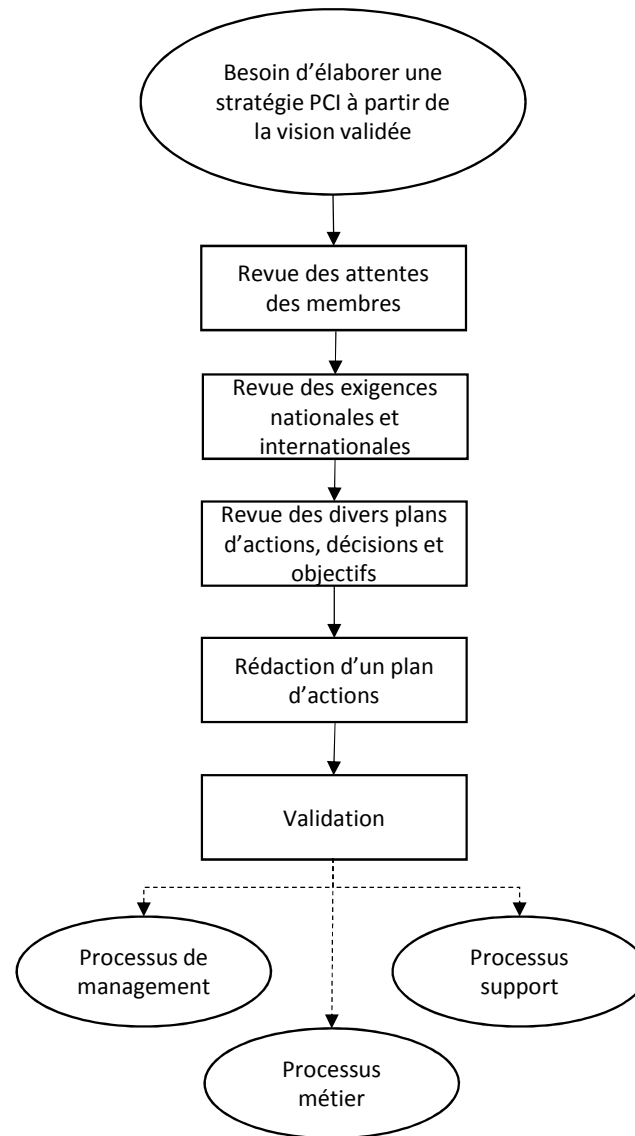 Besoin d’élaborer une
stratégie PCI à partir de
la vision validée
Revue des attentes
des membres
Revue des exigences
nationales et
internationales
Revue des divers plans
d’actions, décisions et
objectifs
Rédaction d’un plan
d’actions
Validation
Processus de
management
Processus
support
Processus
métier